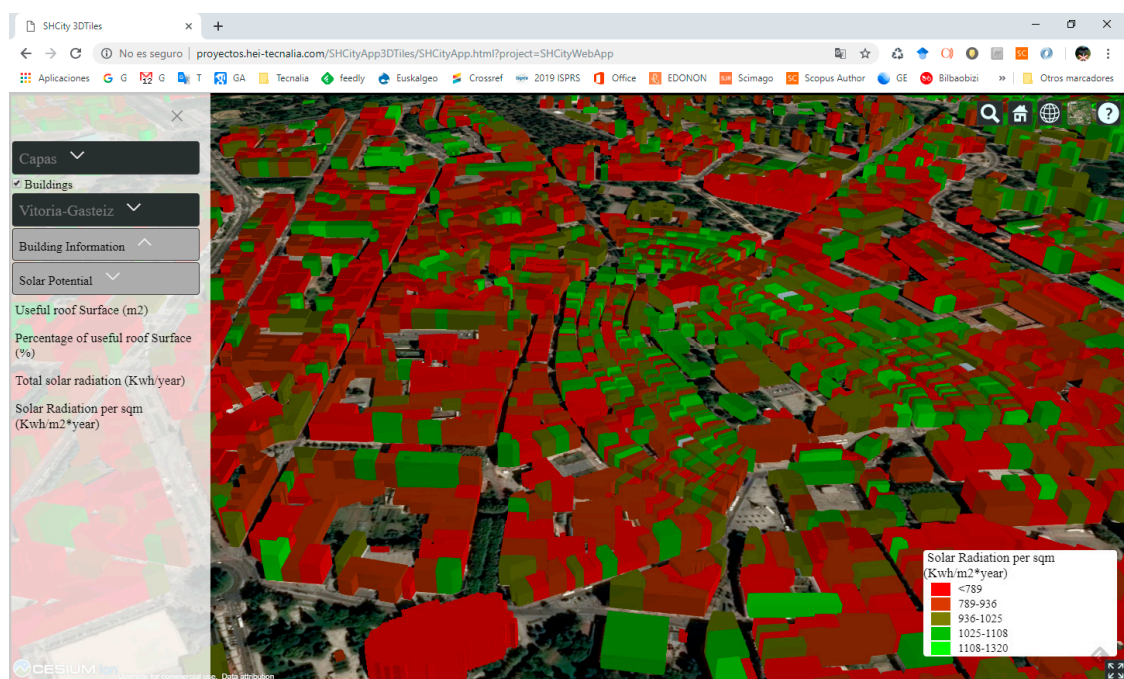 SHCity 3DTiles
No es seguro | proyectos.hei-tecnalia.com/SHCityApp3DTiles/SHCityApp.html?project=SHCityWebApp
Aplicaciones G G G T GA Tecnalia feedly Euskalgeo Crossref 2019 ISPRS Office EDONON Scimago SC Scopus Author GE Bilbaobizi » Otros marcadores
Capas
Buildings
Vitoria-Gasteiz
Building Information
Solar Potential
Useful roof Surface (m2)
Percentage of useful roof Surface
(%)
Total solar radiation (Kwh/year)
Solar Radiation per sqm
(Kwh/m2*year)
Solar Radiation per sqm
(Kwh/m2*year)
<789
789-936
936-1025
1025-1108
1108-1320
CESIUM ion
commercial use. Data attribution